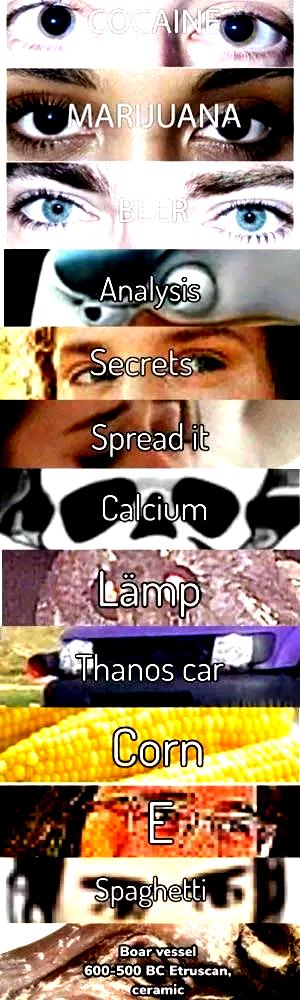 COCAINE
MARIJUANA
BEER
Analysis
Secrets
Spread it
Calcium
Lämp
Thanos car
Corn
E
Spaghetti
Boar vessel
600-500 BC Etruscan,
ceramic